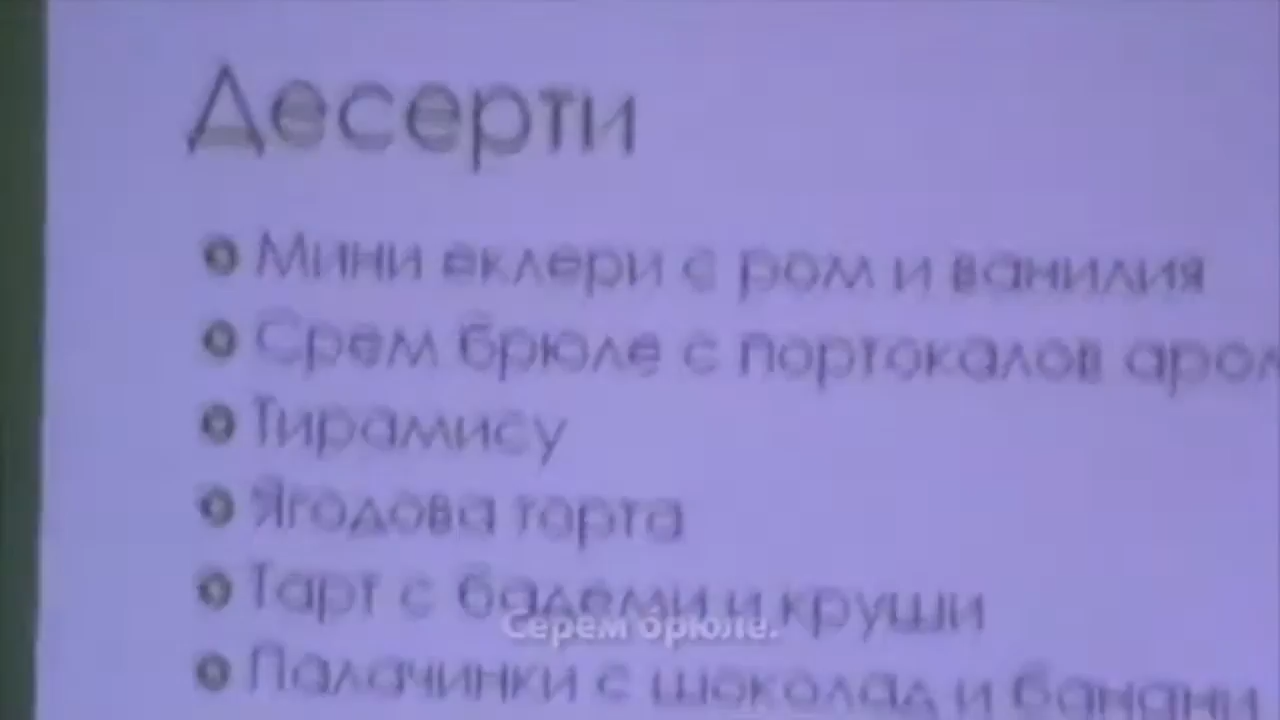 Десерти
Мини еклери с ром и ванилия
Срем брюле с портокалов аром
Тирамису
Ягодова торта
Тарт с бадеми и круши
Серем брюле.
Палачинки с шоколад и банани